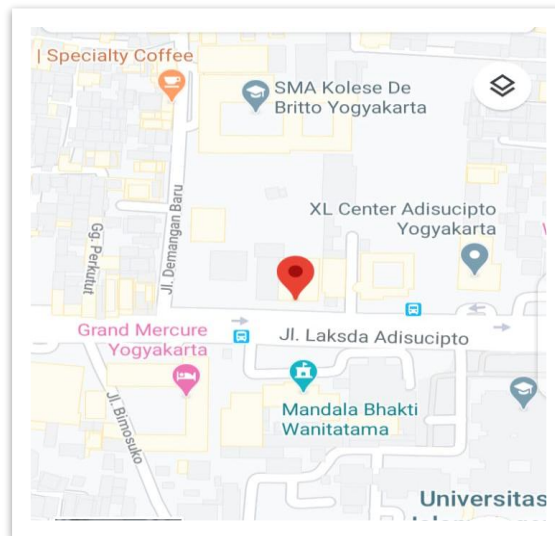 | Specialty Coffee
SMA Kolese De
Britto Yogyakarta
XL Center Adisucipto
Yogyakarta
Gg. Perkutut
Jl. Demangan Baru
Grand Mercure
Yogyakarta
Jl. Laksda Adisucipto
Mandala Bhakti
Wanitatama
Jl. Bimosuko
Universitas